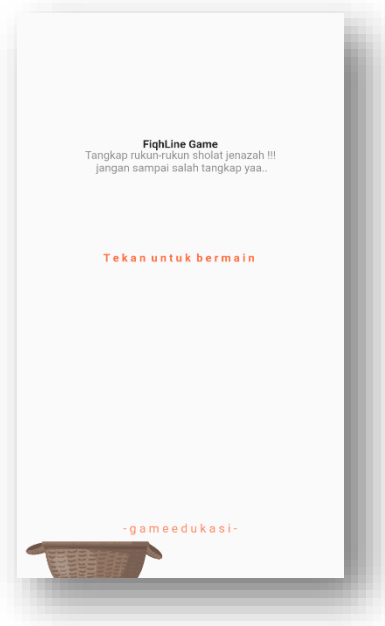 FiqhLine Game
Tangkap rukun-rukun sholat jenazah !!!
jangan sampai salah tangkap yaa..
Tekan untuk bermain
-gameedukasi-